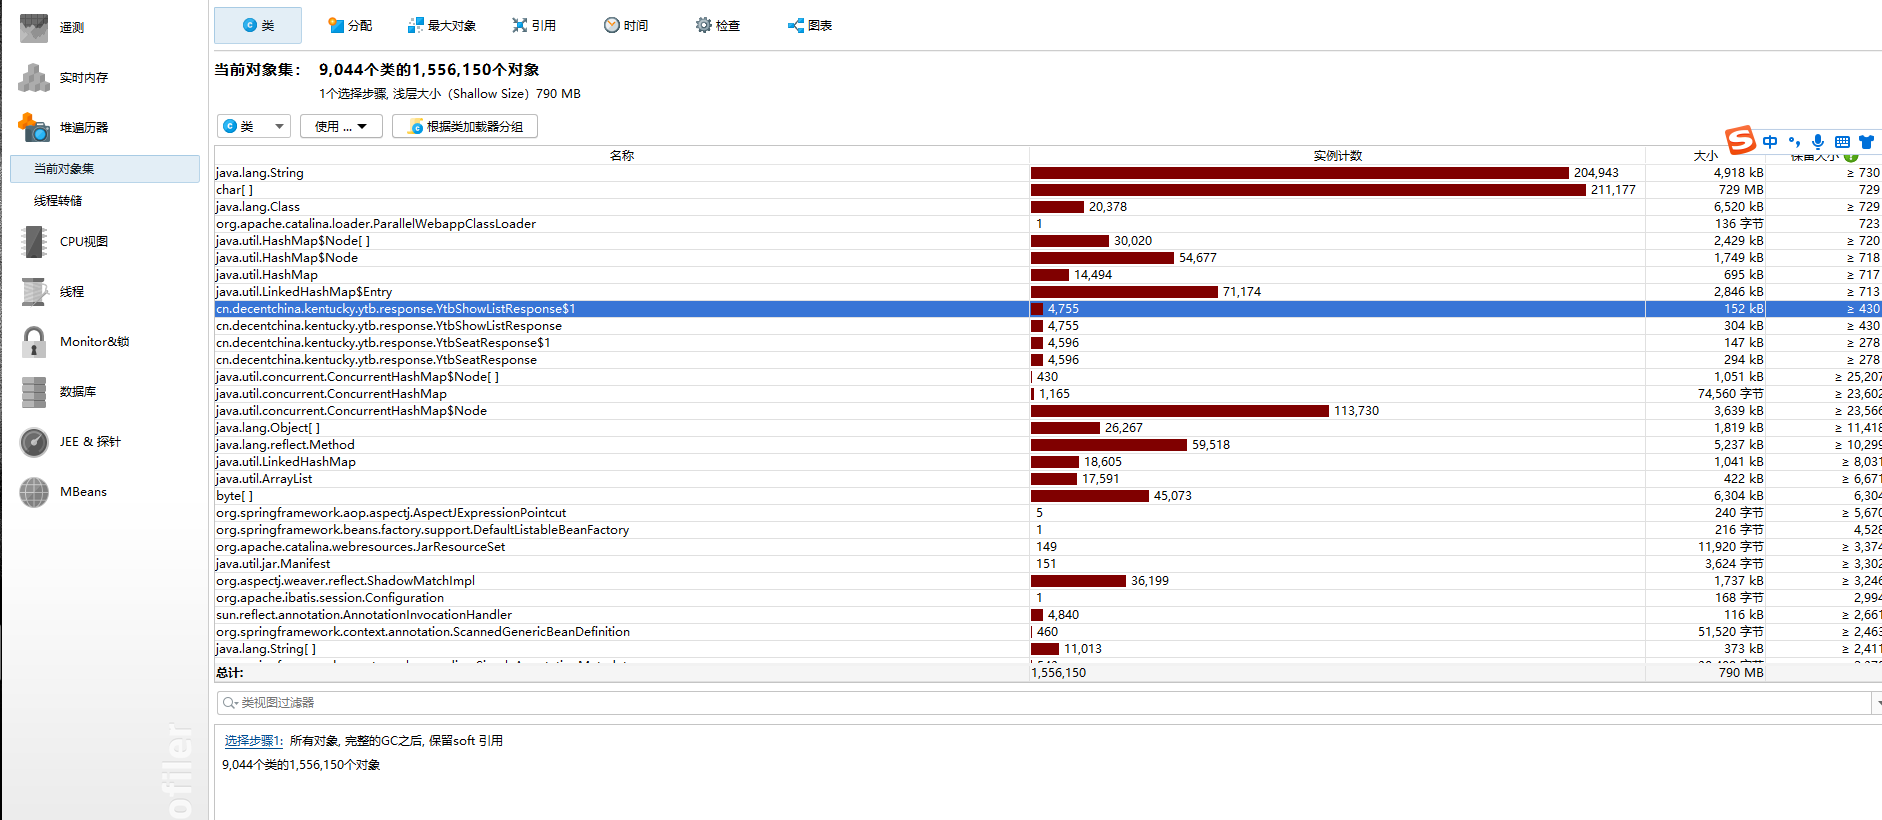 遥测
实时内存
堆遍历器
当前对象集
线程转储
CPU视图
线程
Monitor&锁
数据库
JEE & 探针
MBeans
ofiler
类 分配 最大对象 引用 时间 检查 图表
当前对象集: 9,044个类的1,556,150个对象
1个选择步骤, 浅层大小（Shallow Size）790 MB
类 使用 ... 根据类加载器分组
中
名称 实例计数 大小 保留大小
java.lang.String 204,943 4,918 kB ≥ 730
char[ ] 211,177 729 MB 729
java.lang.Class 20,378 6,520 kB ≥ 729
org.apache.catalina.loader.ParallelWebappClassLoader 1 136 字节 723
java.util.HashMap$Node[ ] 30,020 2,429 kB ≥ 720
java.util.HashMap$Node 54,677 1,749 kB ≥ 718
java.util.HashMap 14,494 695 kB ≥ 717
java.util.LinkedHashMap$Entry 71,174 2,846 kB ≥ 713
cn.decentchina.kentucky.ytb.response.YtbShowListResponse$1 4,755 152 kB ≥ 430
cn.decentchina.kentucky.ytb.response.YtbShowListResponse 4,755 304 kB ≥ 430
cn.decentchina.kentucky.ytb.response.YtbSeatResponse$1 4,596 147 kB ≥ 278
cn.decentchina.kentucky.ytb.response.YtbSeatResponse 4,596 294 kB ≥ 278
java.util.concurrent.ConcurrentHashMap$Node[ ] 430 1,051 kB ≥ 25,207
java.util.concurrent.ConcurrentHashMap 1,165 74,560 字节 ≥ 23,602
java.util.concurrent.ConcurrentHashMap$Node 113,730 3,639 kB ≥ 23,566
java.lang.Object[ ] 26,267 1,819 kB ≥ 11,418
java.lang.reflect.Method 59,518 5,237 kB ≥ 10,299
java.util.LinkedHashMap 18,605 1,041 kB ≥ 8,031
java.util.ArrayList 17,591 422 kB ≥ 6,671
byte[ ] 45,073 6,304 kB 6,304
org.springframework.aop.aspectj.AspectJExpressionPointcut 5 240 字节 ≥ 5,670
org.springframework.beans.factory.support.DefaultListableBeanFactory 1 216 字节 4,528
org.apache.catalina.webresources.JarResourceSet 149 11,920 字节 ≥ 3,374
java.util.jar.Manifest 151 3,624 字节 ≥ 3,302
org.aspectj.weaver.reflect.ShadowMatchImpl 36,199 1,737 kB ≥ 3,246
org.apache.ibatis.session.Configuration 1 168 字节 2,994
sun.reflect.annotation.AnnotationInvocationHandler 4,840 116 kB ≥ 2,661
org.springframework.context.annotation.ScannedGenericBeanDefinition 460 51,520 字节 ≥ 2,463
java.lang.String[ ] 11,013 373 kB ≥ 2,411
总计: 1,556,150 790 MB
类视图过滤器
选择步骤1: 所有对象, 完整的GC之后, 保留soft 引用
9,044个类的1,556,150个对象